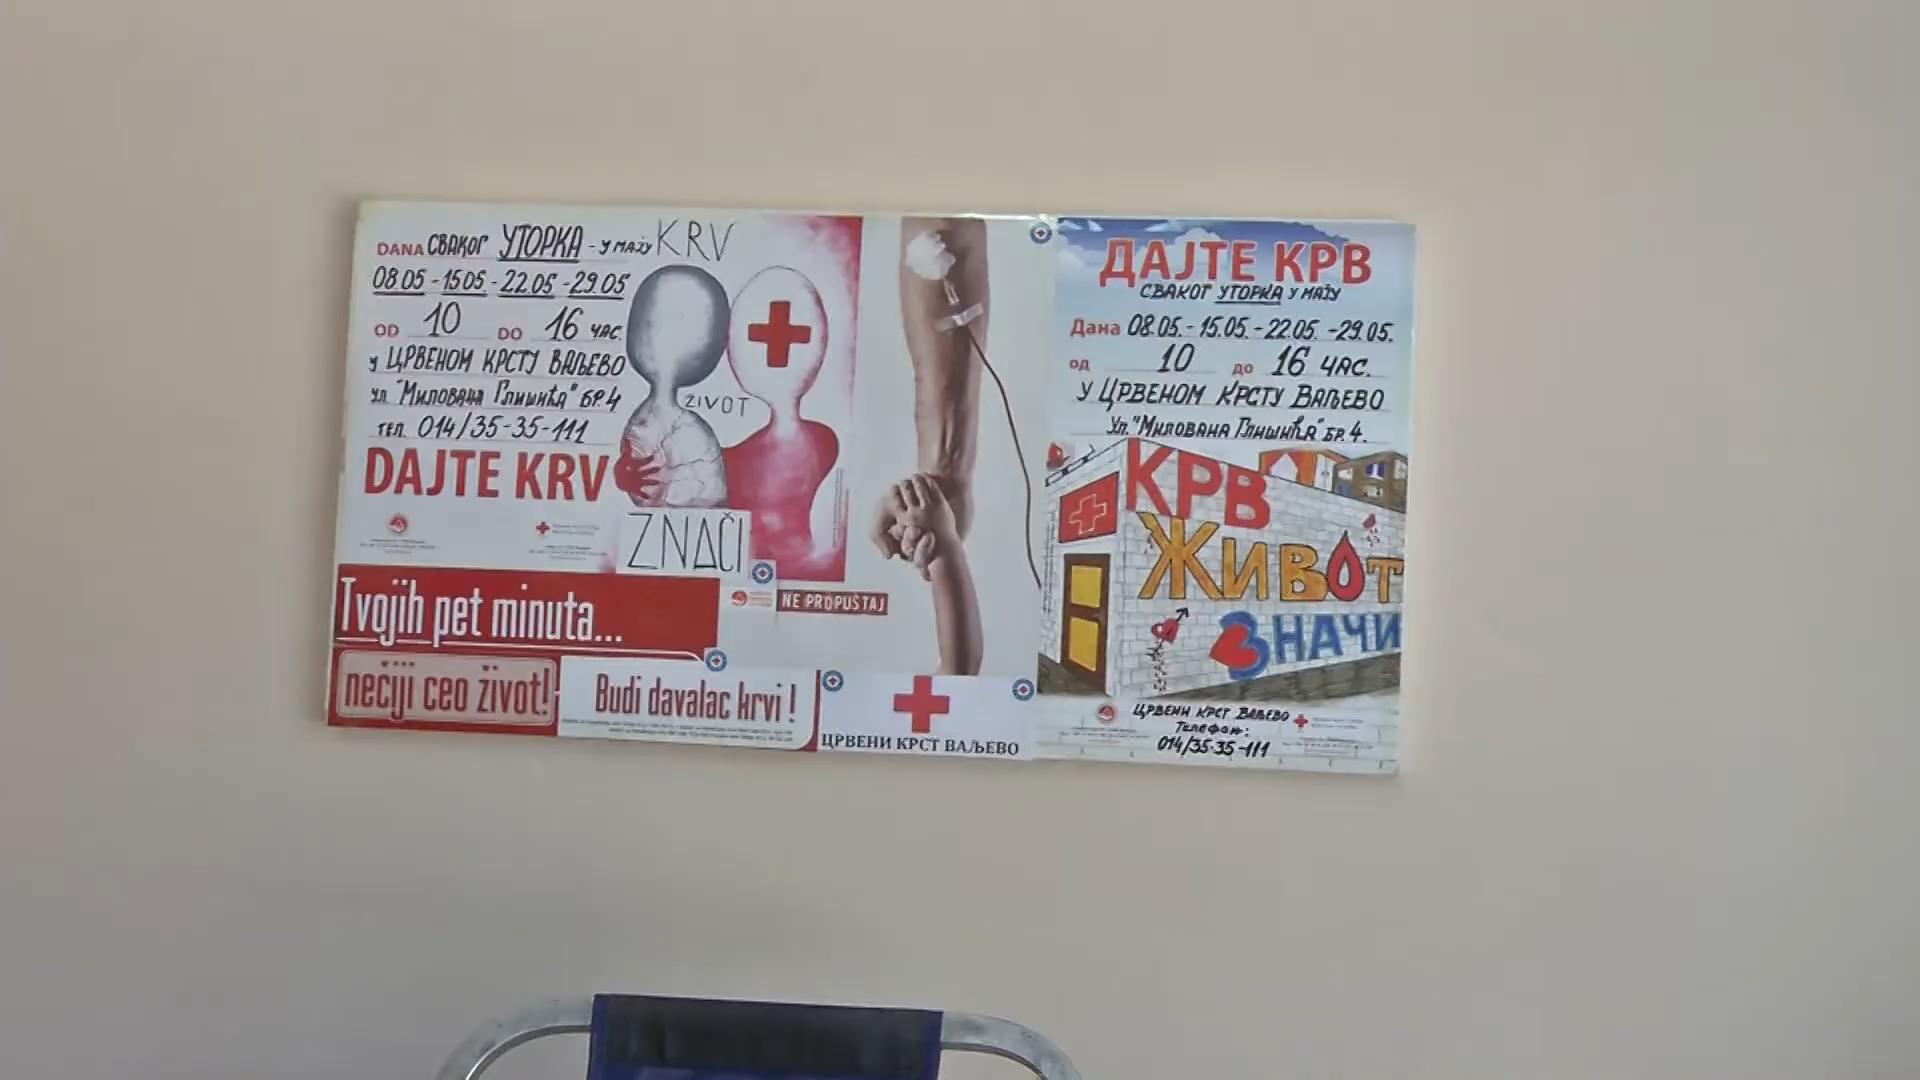 DANA СВАКОГ УТОРКА - У МАЈУ
08.05 - 15.05. - 22.05 - 29.05
OD 10 DO 16 ЧАС.
У ЦРВЕНОМ КРСТУ ВАЉЕВО
УЛ "МИЛОВАНА ГЛИШИЋА" БР. 4
ТЕЛ. 014/35-35-111
DAJTE KRV
KRV
ŽIVOT
ZNAČI
Tvojih pet minuta...
nečiji ceo život!
Budi davalac krvi !
NE PROPUŠTAJ
ЦРВЕНИ КРСТ ВАЉЕВО
ДАЈТЕ КРВ
СВАКОГ УТОРКА У МАЈУ
Дана 08.05. - 15.05. - 22.05. - 29.05.
од 10 до 16 ЧАС.
У ЦРВЕНОМ КРСТУ ВАЉЕВО
Ул. "МИЛОВАНА ГЛИШИЋА" БР. 4.
КРВ
ЖИВОТ
ЗНАЧИ
ЦРВЕНИ КРСТ ВАЉЕВО
Телефон:
014/35-35-111